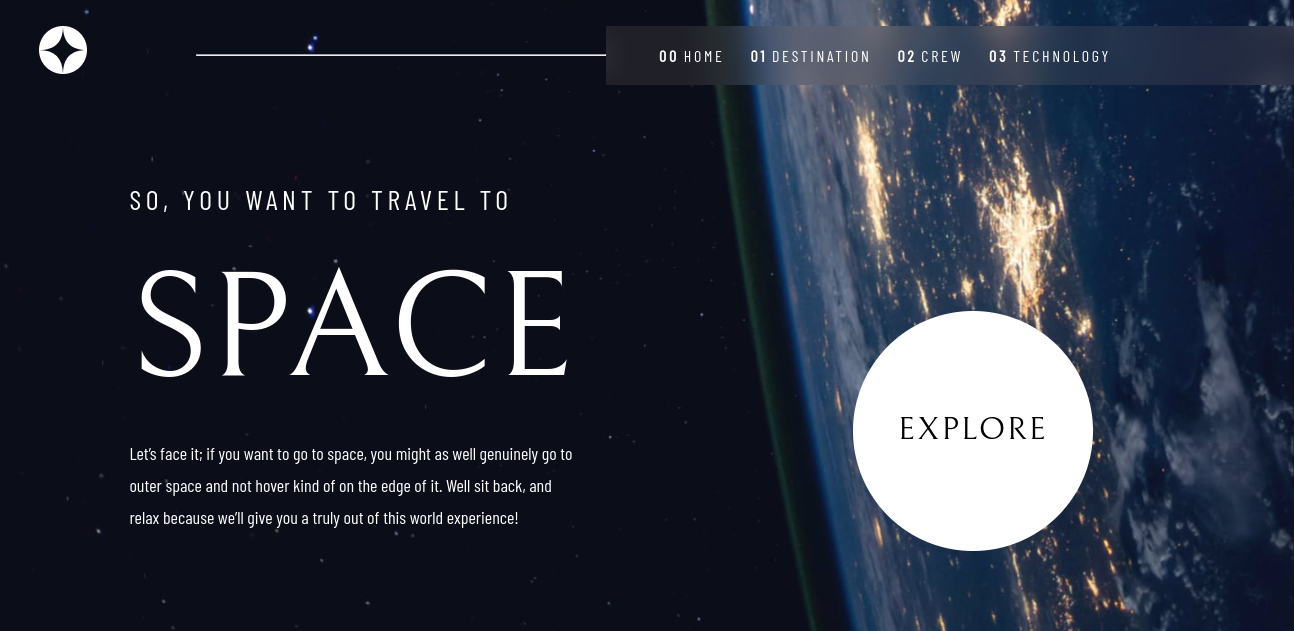 00 HOME 01 DESTINATION 02 CREW 03 TECHNOLOGY
SO, YOU WANT TO TRAVEL TO
SPACE
Let’s face it; if you want to go to space, you might as well genuinely go to
outer space and not hover kind of on the edge of it. Well sit back, and
relax because we’ll give you a truly out of this world experience!
EXPLORE